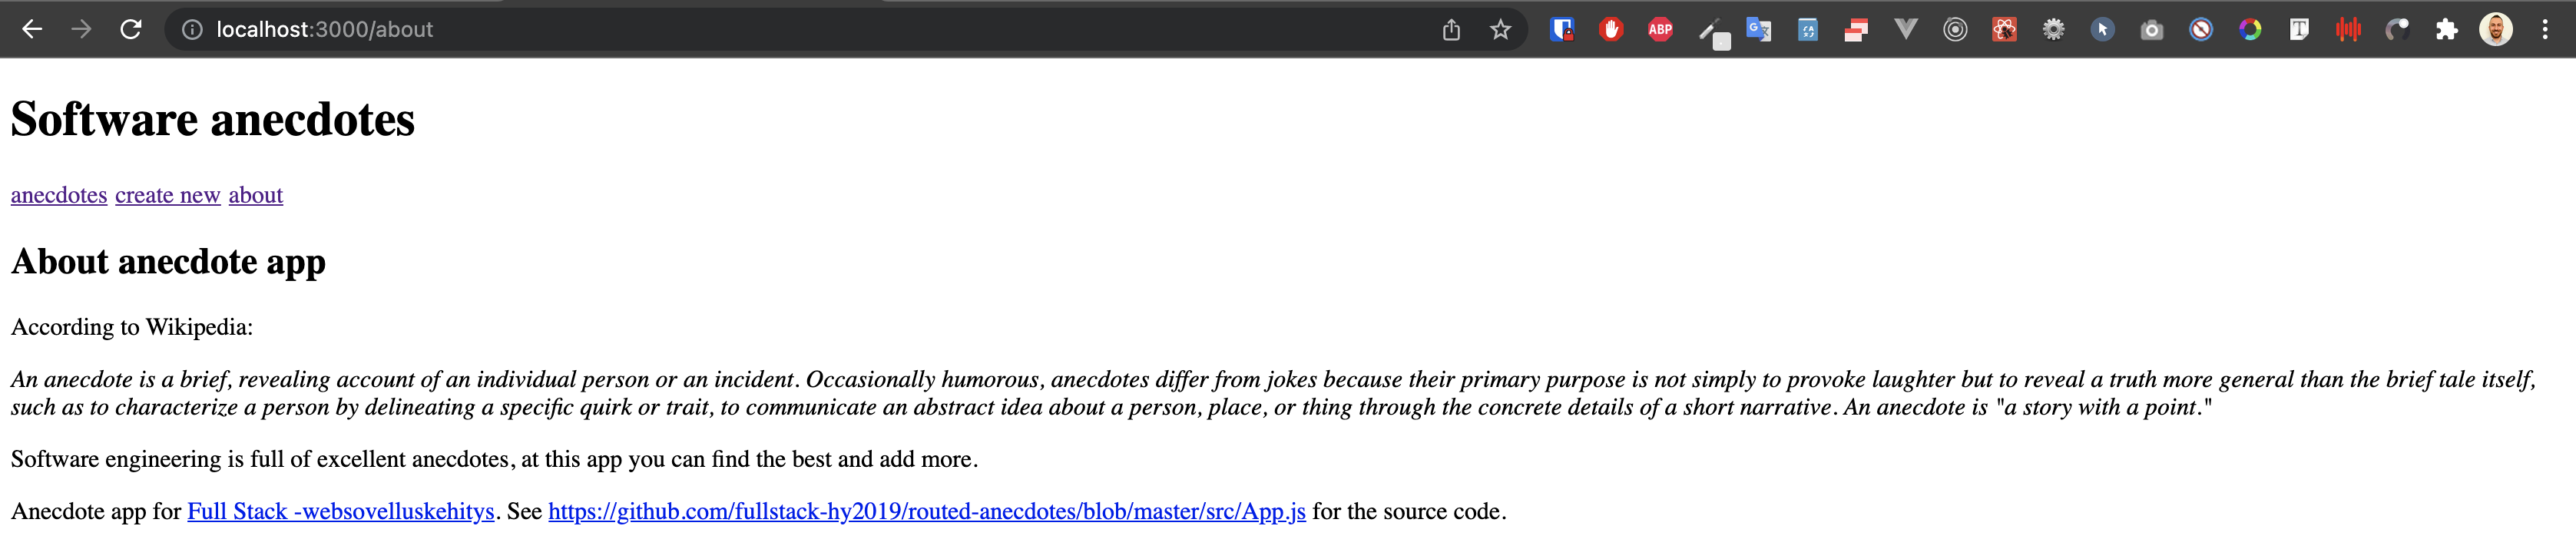 localhost:3000/about
ABP
Software anecdotes
anecdotes create new about
About anecdote app
According to Wikipedia:
An anecdote is a brief, revealing account of an individual person or an incident. Occasionally humorous, anecdotes differ from jokes because their primary purpose is not simply to provoke laughter but to reveal a truth more general than the brief tale itself,
such as to characterize a person by delineating a specific quirk or trait, to communicate an abstract idea about a person, place, or thing through the concrete details of a short narrative. An anecdote is "a story with a point."
Software engineering is full of excellent anecdotes, at this app you can find the best and add more.
Anecdote app for Full Stack -websovelluskehitys. See https://github.com/fullstack-hy2019/routed-anecdotes/blob/master/src/App.js for the source code.